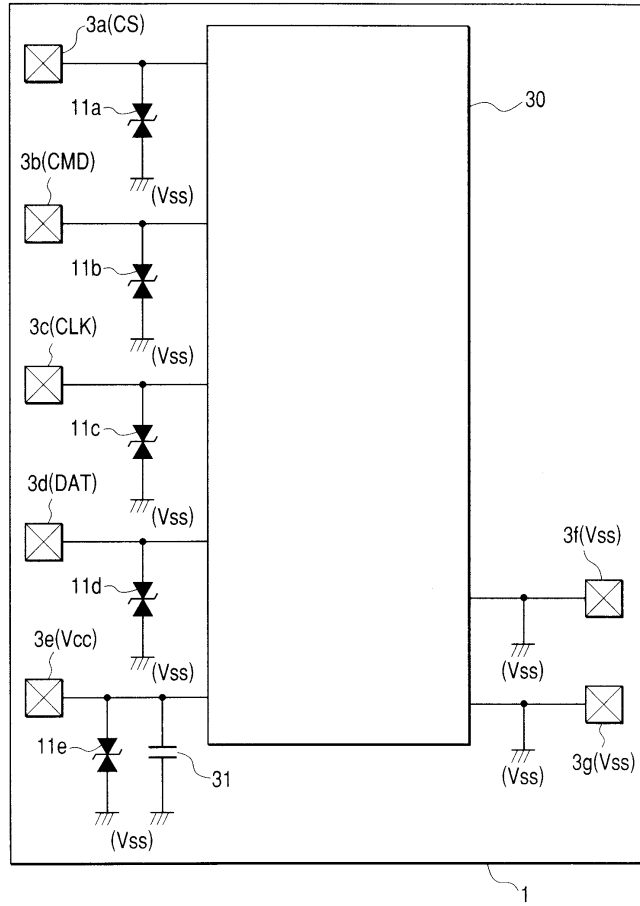 3a(CS)
11a
30
(Vss)
3b(CMD)
11b
(Vss)
3c(CLK)
11c
(Vss)
3d(DAT)
3f(Vss)
11d
(Vss)
3e(Vcc)
(Vss)
11e
31
3g(Vss)
(Vss)
(Vss)
1